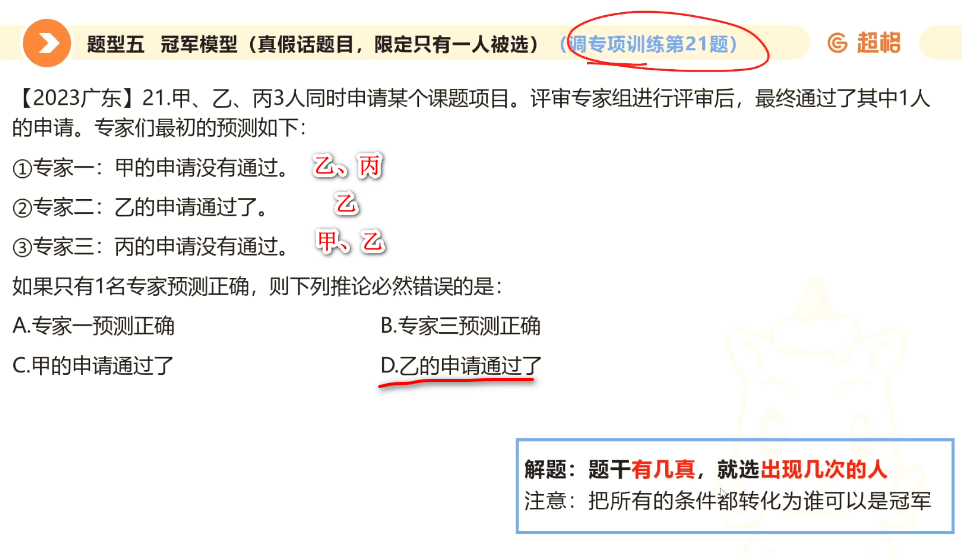 题型五 冠军模型（真假话题目，限定只有一人被选）（调专项训练第21题） 超格
【2023广东】21.甲、乙、丙3人同时申请某个课题项目。评审专家组进行评审后，最终通过了其中1人
的申请。专家们最初的预测如下：
①专家一：甲的申请没有通过。 乙、丙
②专家二：乙的申请通过了。 乙
③专家三：丙的申请没有通过。 甲、乙
如果只有1名专家预测正确，则下列推论必然错误的是：
A.专家一预测正确 B.专家三预测正确
C.甲的申请通过了 D.乙的申请通过了
解题：题干有几真，就选出现几次的人
注意：把所有的条件都转化为谁可以是冠军